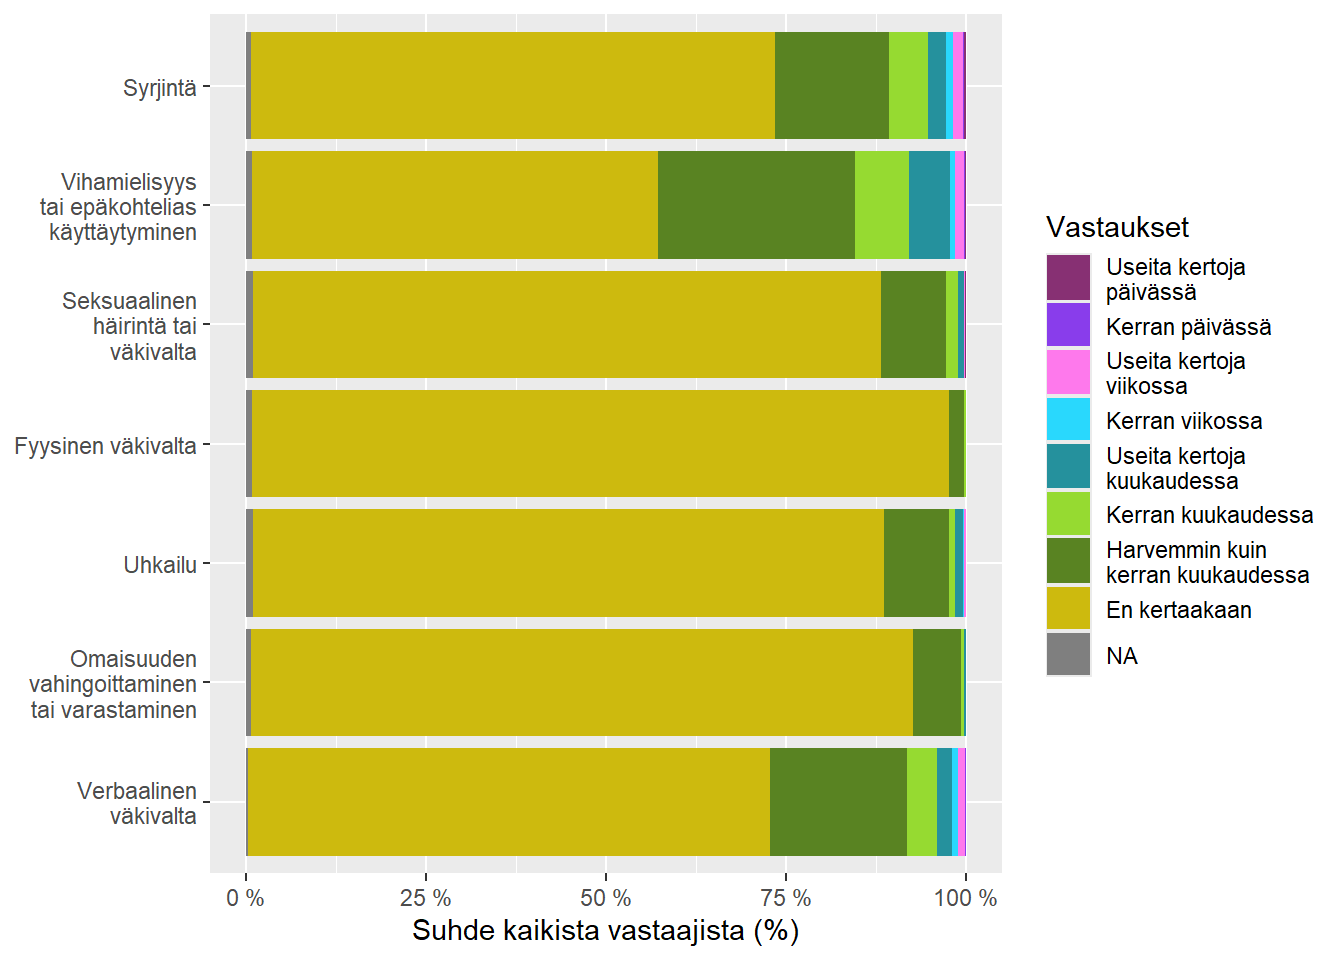 Syrjintä
Vihamielisyys
tai epäkohtelias
käyttäytyminen
Seksuaalinen
häirintä tai
väkivalta
Fyysinen väkivalta
Uhkailu
Omaisuuden
vahingoittaminen
tai varastaminen
Verbaalinen
väkivalta
0 %
25 %
50 %
75 %
100 %
Suhde kaikista vastaajista (%)
Vastaukset
Useita kertoja
päivässä
Kerran päivässä
Useita kertoja
viikossa
Kerran viikossa
Useita kertoja
kuukaudessa
Kerran kuukaudessa
Harvemmin kuin
kerran kuukaudessa
En kertaakaan
NA